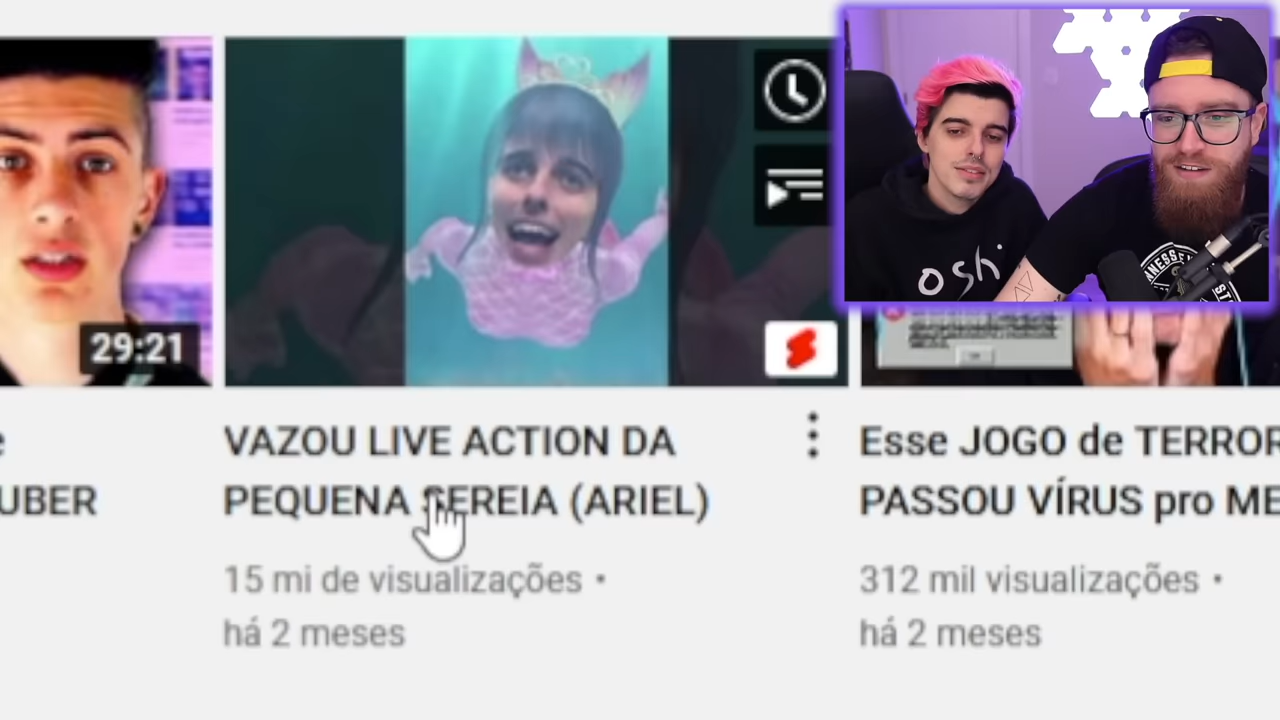 29:21
oshi
VAZOU LIVE ACTION DA
PEQUENA SEREIA (ARIEL)
15 mi de visualizações •
há 2 meses
e
UBER
Esse JOGO de TERROR
PASSOU VÍRUS pro ME
312 mil visualizações •
há 2 meses